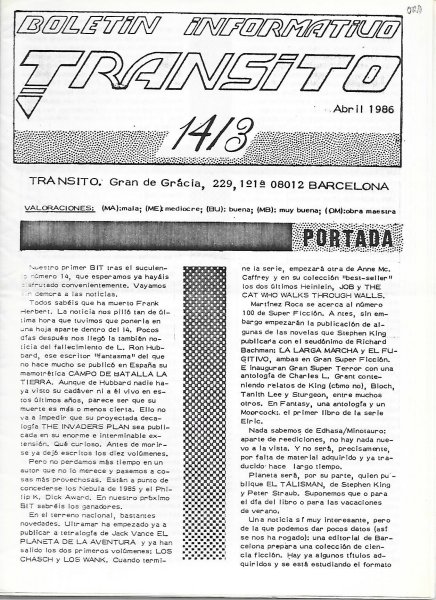 ORA
BOLETIN INFORMATIVO
TRANSITO
Abril 1986
14/3
TRANSITO. Gran de Grácia, 229, 1º1ª 08012 BARCELONA
VALORACIONES: (MA):mala; (ME):mediocre; (BU): buena; (MB): muy buena; (OM):obra maestra
PORTADA
Nuestro primer BIT tras el suculen-
o número 14, que esperamos ya hayáis
isfrutado convenientemente. Vayamos
n demora a las noticias.
Todos sabéis que ha muerto Frank
Herbert. La noticia nos pilló tan de últi-
ma hora que tuvimos que ponerla en
una hoja aparte dentro del 14. Pocos
días después nos llegó la también no-
ticia del fallecimiento de L. Ron Hub-
bard, ese escritor "fantasma" del que
no hace mucho se publicó en España su
mamotrética CAMPO DE BATALLA LA
TIERRA. Aunque de Hubbard nadie ha-
ya visto su cadáver ni a él vivo en es-
tos últimos años, parece ser que su
muerte es más o menos cierta. Ello no
va a impedir que su proyectada deca-
logía THE INVADERS PLAN sea publi-
cada en su enorme e interminable ex-
tensión. Qué curioso. Antes de morir-
se ya dejó escritos los diez volúmenes.
Pero no perdamos más tiempo en un
autor que no lo merece y pasemos a co-
sas más provechosas. Están a punto de
concederse los Nebula de 1985 y el Phi-
lip K. Dick Award. En nuestro próximo
BIT sabréis los ganadores.
En el terreno nacional, bastantes
novedades. Ultramar ha empezado ya a
publicar a tetralogía de Jack Vance EL
PLANETA DE LA AVENTURA y ya han
salido los dos primeros volúmenes: LOS
CHASCH y LOS WANK. Cuando termi-
ne la serie, empezará otra de Anne Mc.
Caffrey y en su colección "best-seller"
los dos últimos Heinlein, JOB y THE
CAT WHO WALKS THROUGH WALLS.
Martínez Roca se acerca al número
100 de Super Ficción. Antes, sin em-
bargo empezarán la publicación de al-
gunas de las novelas que Stephen King
publicara con el seudónimo de Richard
Bachman: LA LARGA MARCHA y EL FU-
GITIVO, ambas en Gran Super Ficción.
E inauguran Gran Super Terror con una
antología de Charles L. Grant conte-
niendo relatos de King (cómo no), Bloch,
Tanith Lee y Sturgeon, entre muchos
otros. En Fantasy, una antología y un
Moorcock: el primer libro de la serie
Elric.
Nada sabemos de Edhasa/Minotauro:
aparte de reediciones, no hay nada nue-
vo a la vista. Y no será, precisamente,
por falta de material adquirido y ya tra-
ducido hace largo tiempo.
Planeta será, por su parte, quien pu-
blique EL TALISMAN, de Stephen King
y Peter Straub. Suponemos que o para
el día del libro o para las vacaciones
de verano.
Una noticia sí muy interesante, pero
de la que podemos dar pocos datos (así
se nos ha rogado): una editorial de Bar-
celona prepara una colección de cien-
cia ficción. Hay ya algunos títulos ad-
quiridos y se está estudiando el formato